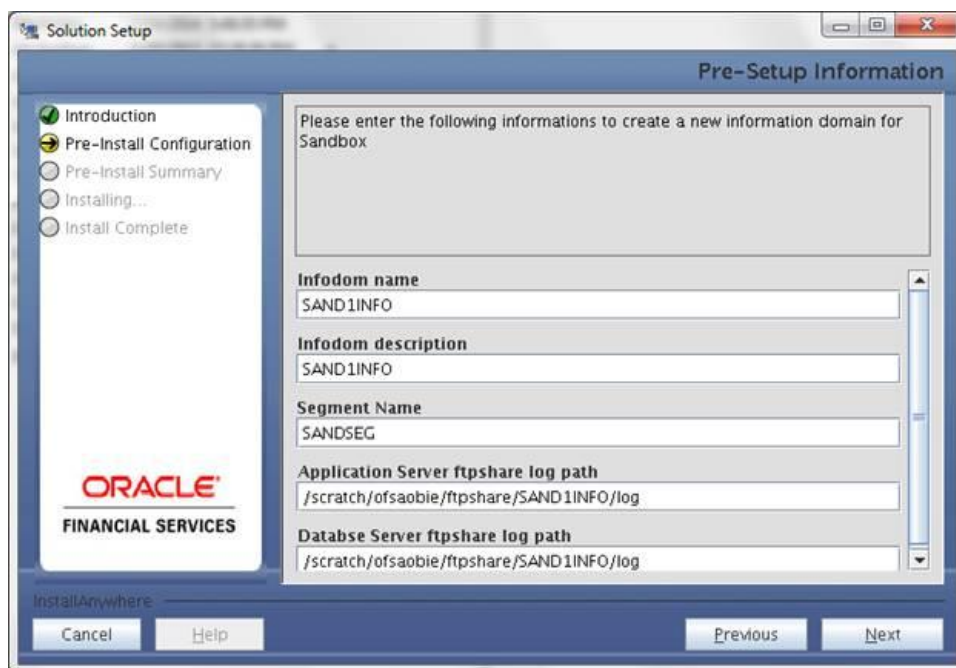 Solution Setup
Pre-Setup Information
Introduction
Pre-Install Configuration
Pre-Install Summary
Installing...
Install Complete
ORACLE®
FINANCIAL SERVICES
Please enter the following informations to create a new information domain for
Sandbox
Infodom name
SAND1INFO
Infodom description
SAND1INFO
Segment Name
SANDSEG
Application Server ftpshare log path
/scratch/ofsaobie/ftpshare/SAND1INFO/log
Databse Server ftpshare log path
/scratch/ofsaobie/ftpshare/SAND1INFO/log
InstallAnywhere
Cancel
Help
Previous
Next